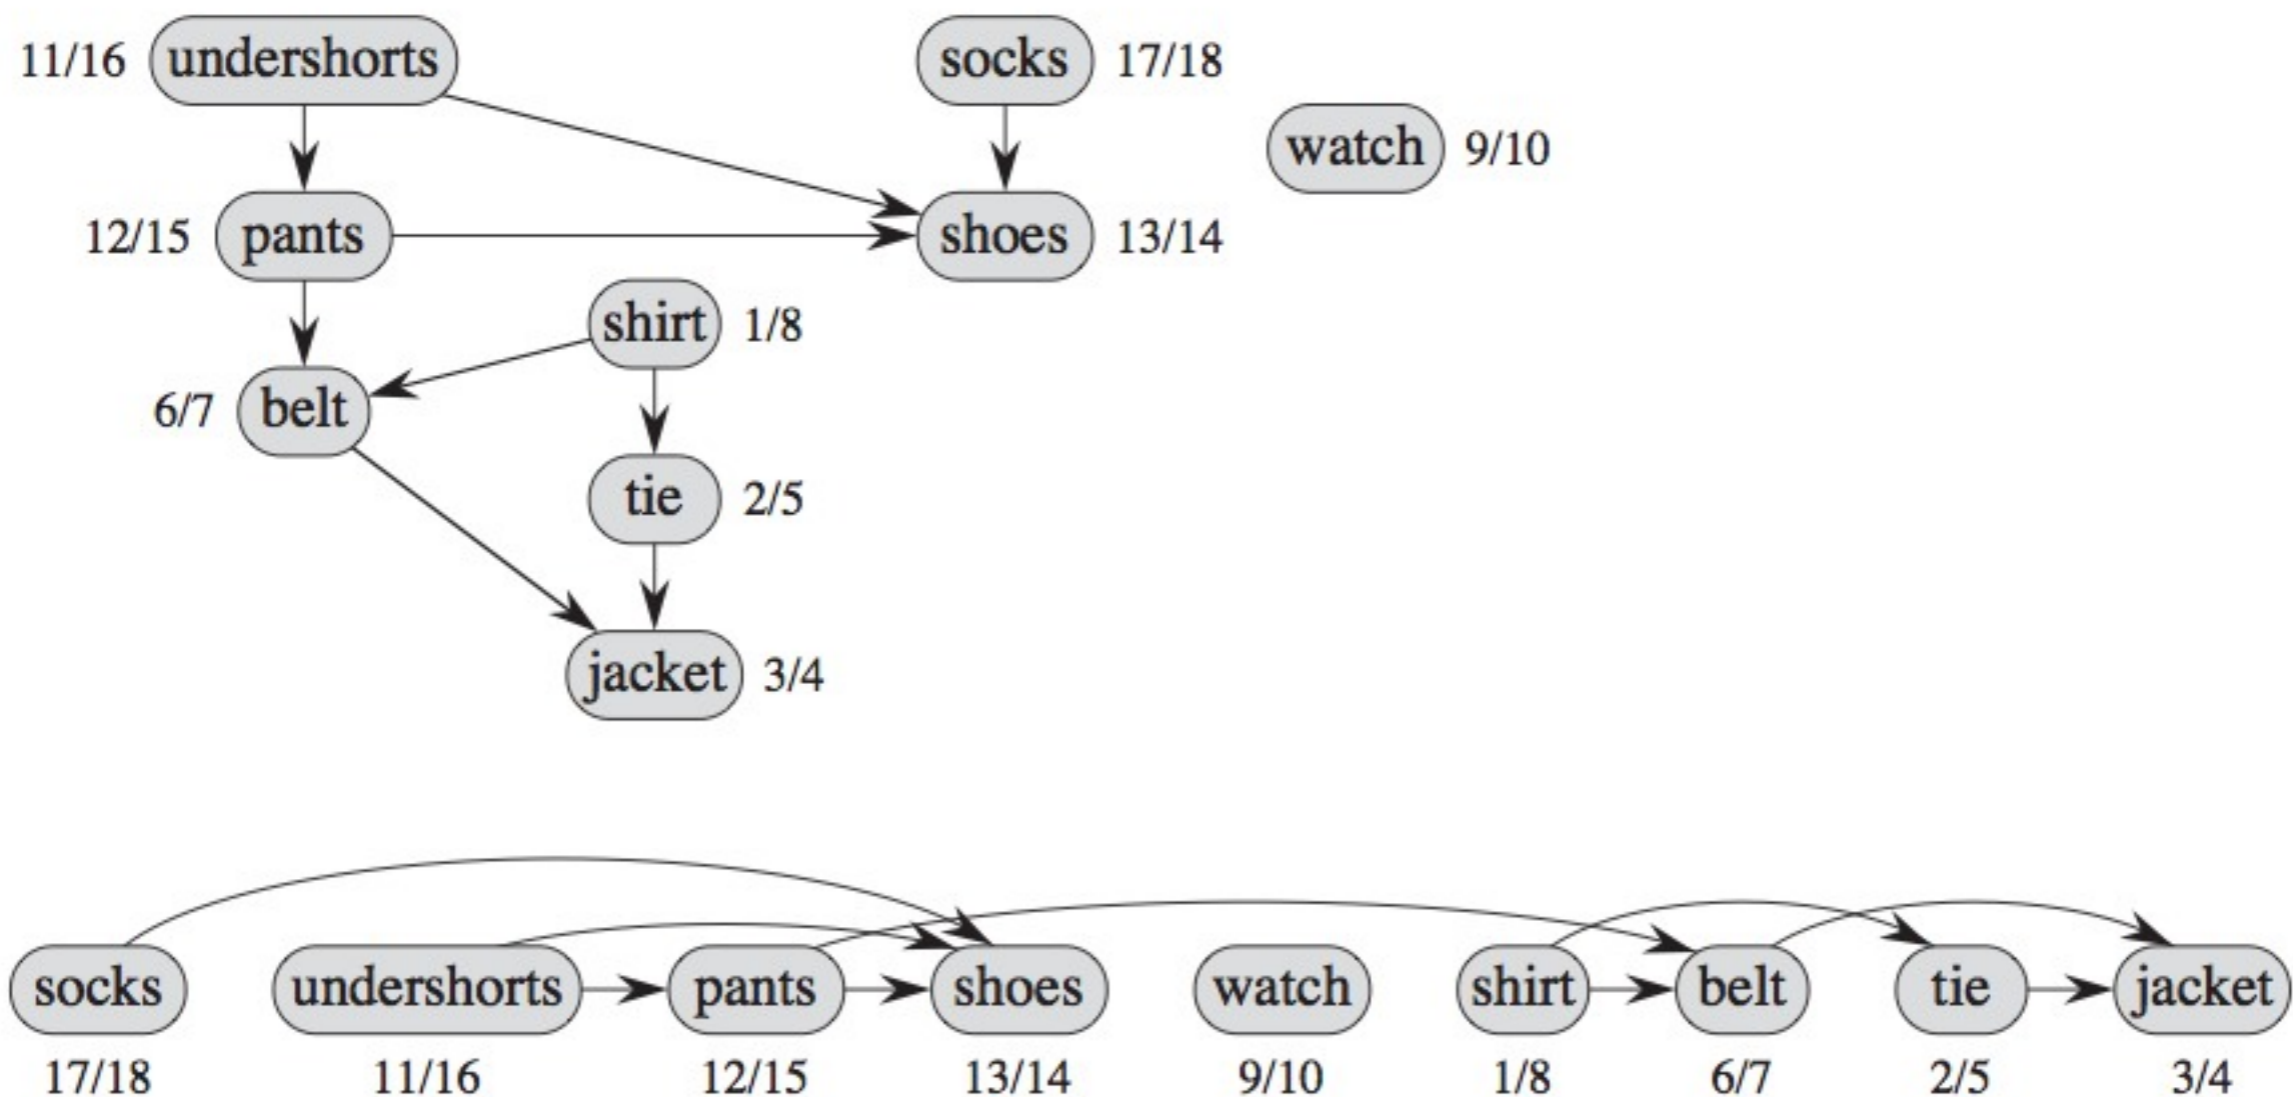 11/16 undershorts socks 17/18
watch 9/10
12/15 pants shoes 13/14
shirt 1/8
6/7 belt
tie 2/5
jacket 3/4
socks undershorts pants shoes watch shirt belt tie jacket
17/18 11/16 12/15 13/14 9/10 1/8 6/7 2/5 3/4